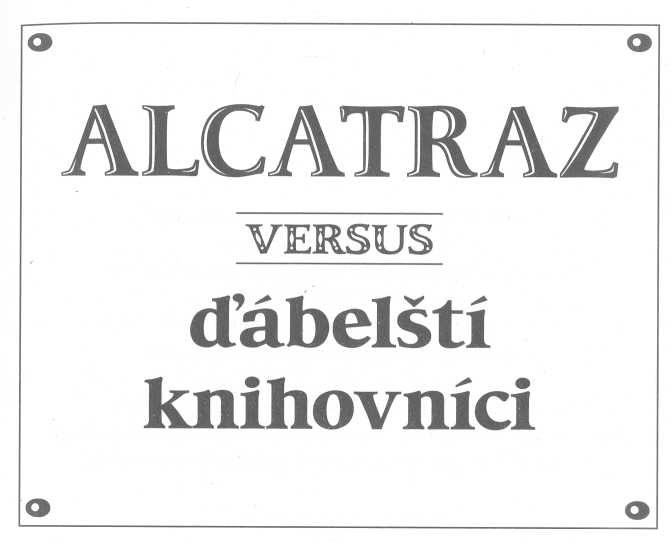 ALCATRAZ
VERSUS
ďábelští
knihovníci